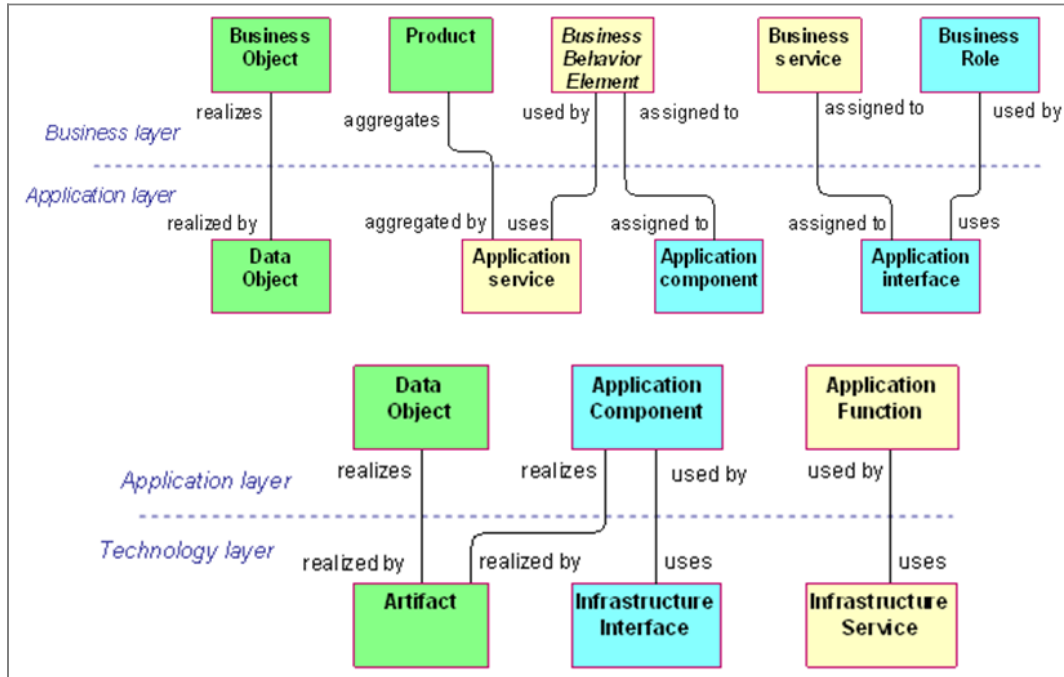 Business
Object
Product
Business
Behavior
Element
Business
service
Business
Role
realizes
aggregates
used by
assigned to
assigned to
used by
Business layer
Application layer
realized by
aggregated by
uses
assigned to
assigned to
uses
Data
Object
Application
service
Application
component
Application
interface
Data
Object
Application
Component
Application
Function
realizes
realizes
used by
used by
Application layer
Technology layer
realized by
realized by
uses
uses
Artifact
Infrastructure
Interface
Infrastructure
Service